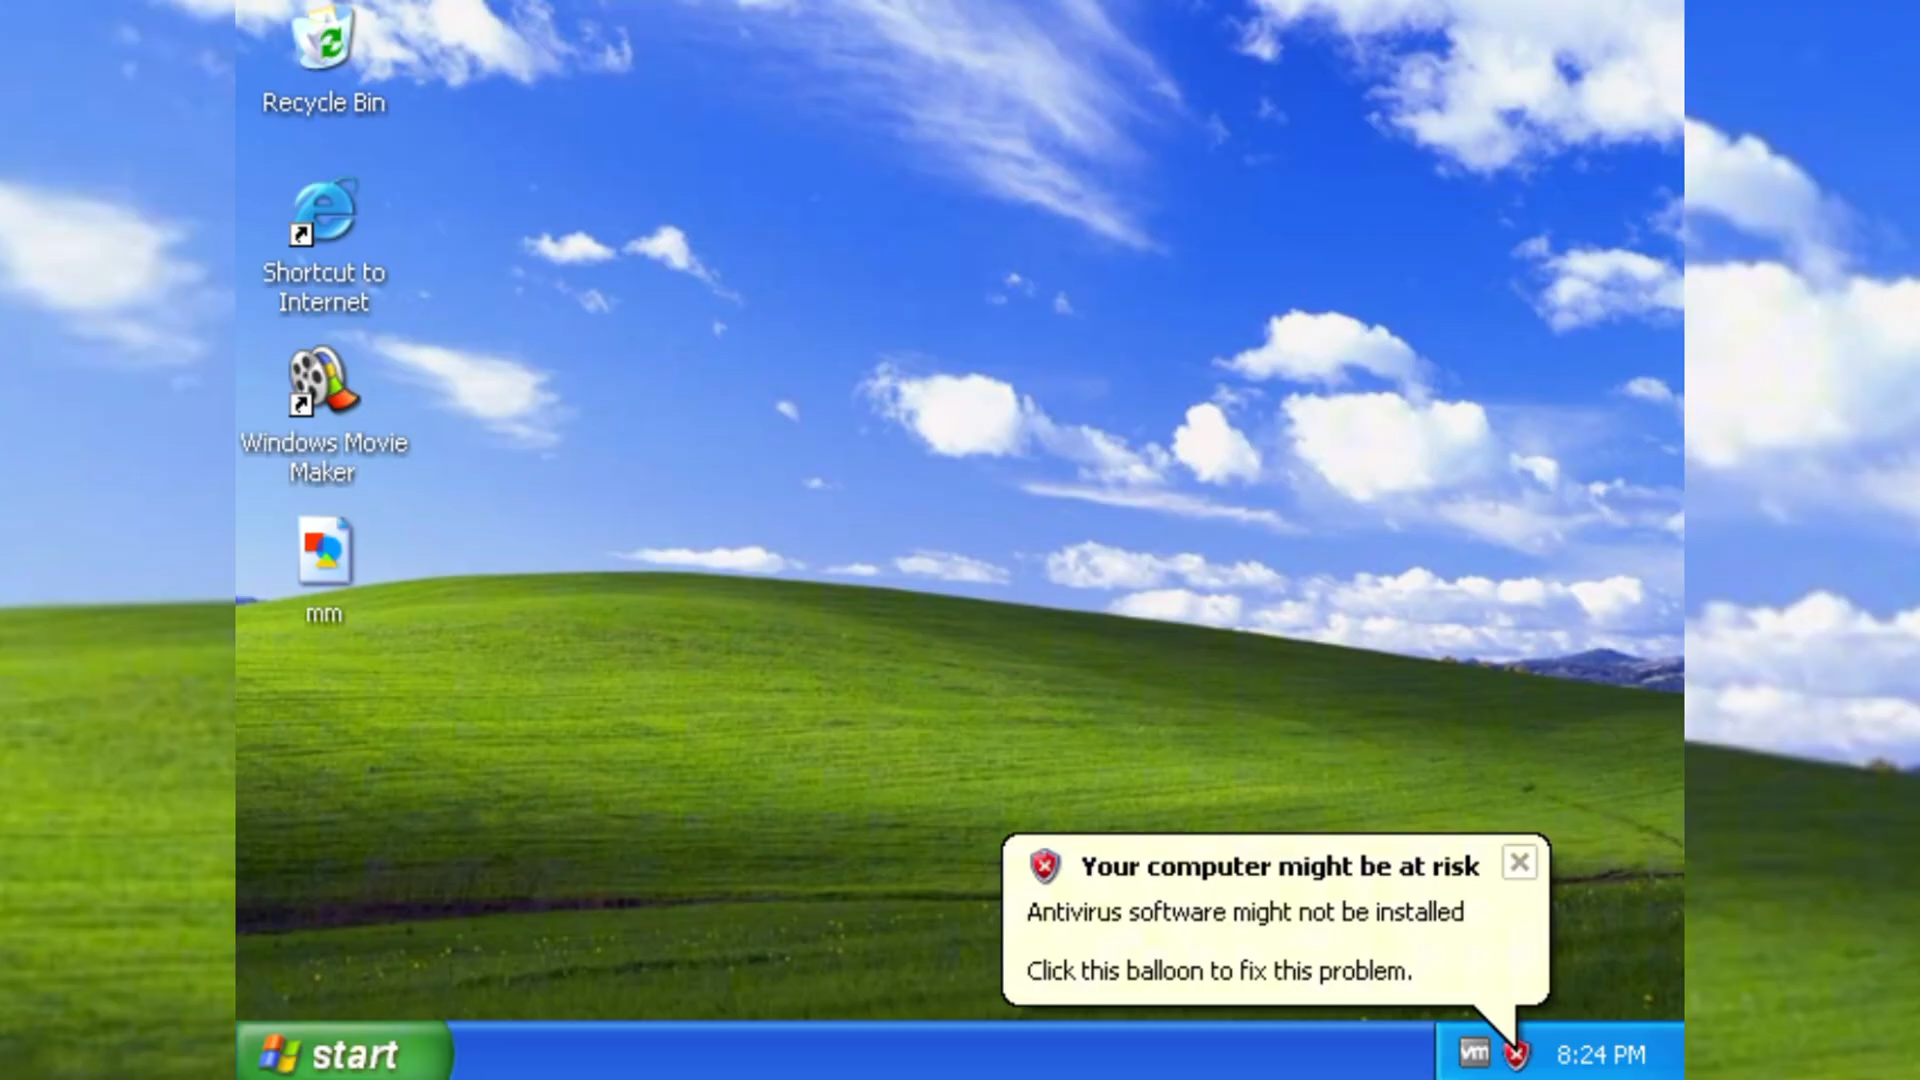 Recycle Bin
Shortcut to
Internet
Windows Movie
Maker
mm
Your computer might be at risk
Antivirus software might not be installed
Click this balloon to fix this problem.
start
vm
8:24 PM